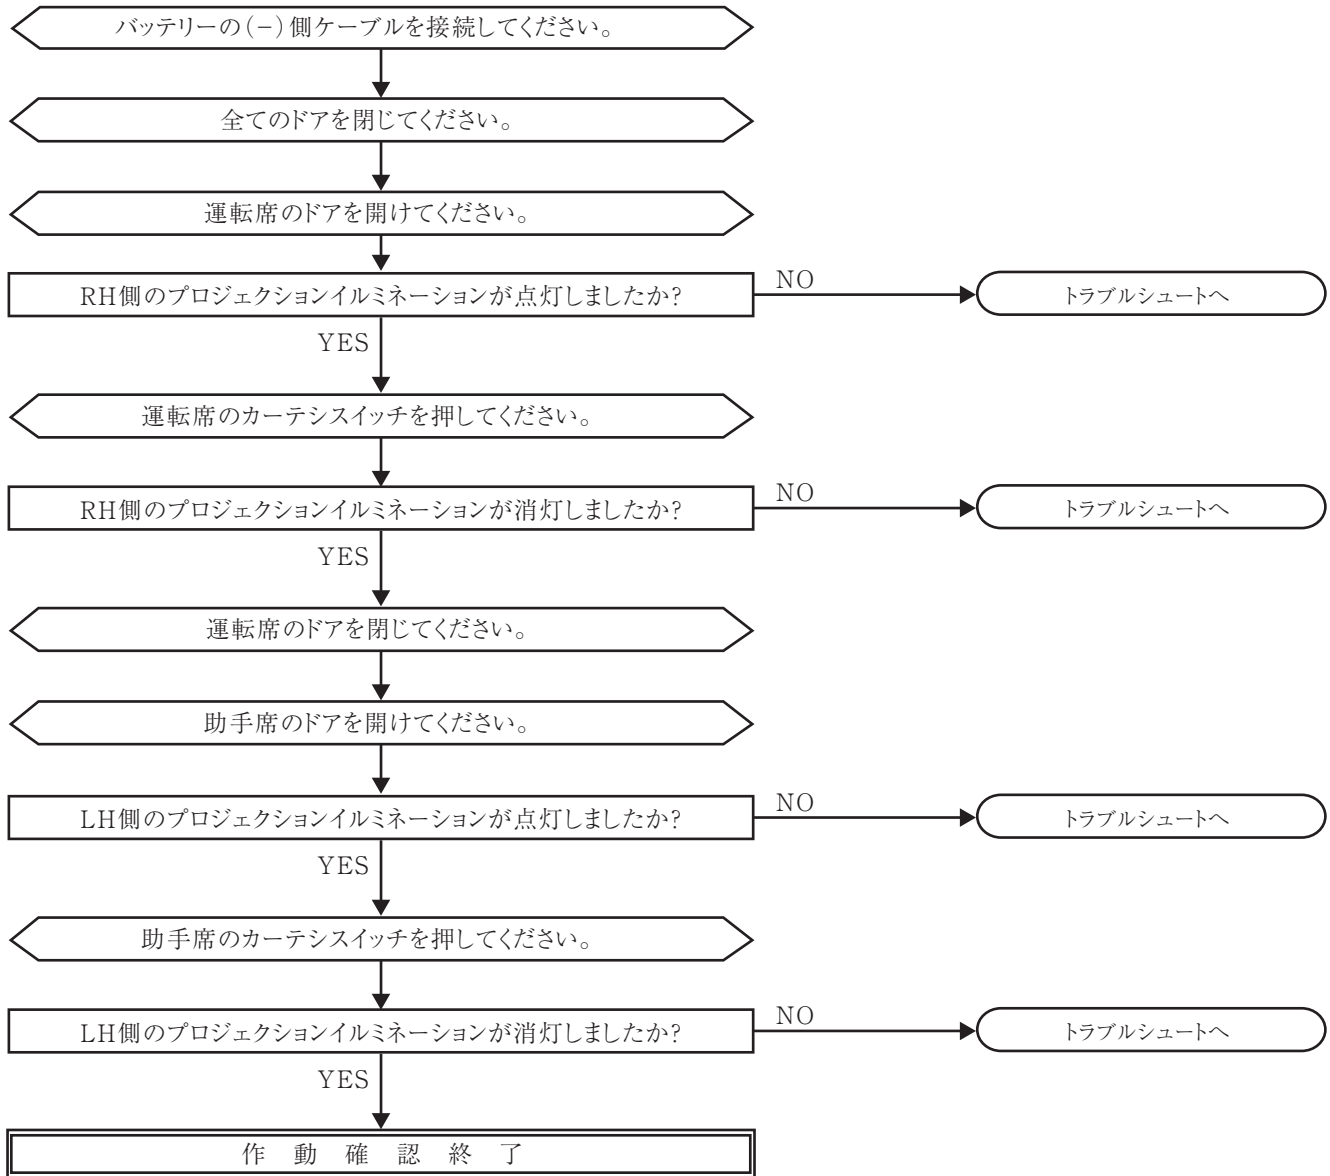 バッテリーの(－)側ケーブルを接続してください。
全てのドアを閉じてください。
運転席のドアを開けてください。
RH側のプロジェクションイルミネーションが点灯しましたか?
NO
トラブルシュートへ
YES
運転席のカーテシスイッチを押してください。
RH側のプロジェクションイルミネーションが消灯しましたか?
NO
トラブルシュートへ
YES
運転席のドアを閉じてください。
助手席のドアを開けてください。
LH側のプロジェクションイルミネーションが点灯しましたか?
NO
トラブルシュートへ
YES
助手席のカーテシスイッチを押してください。
LH側のプロジェクションイルミネーションが消灯しましたか?
NO
トラブルシュートへ
YES
作 動 確 認 終 了